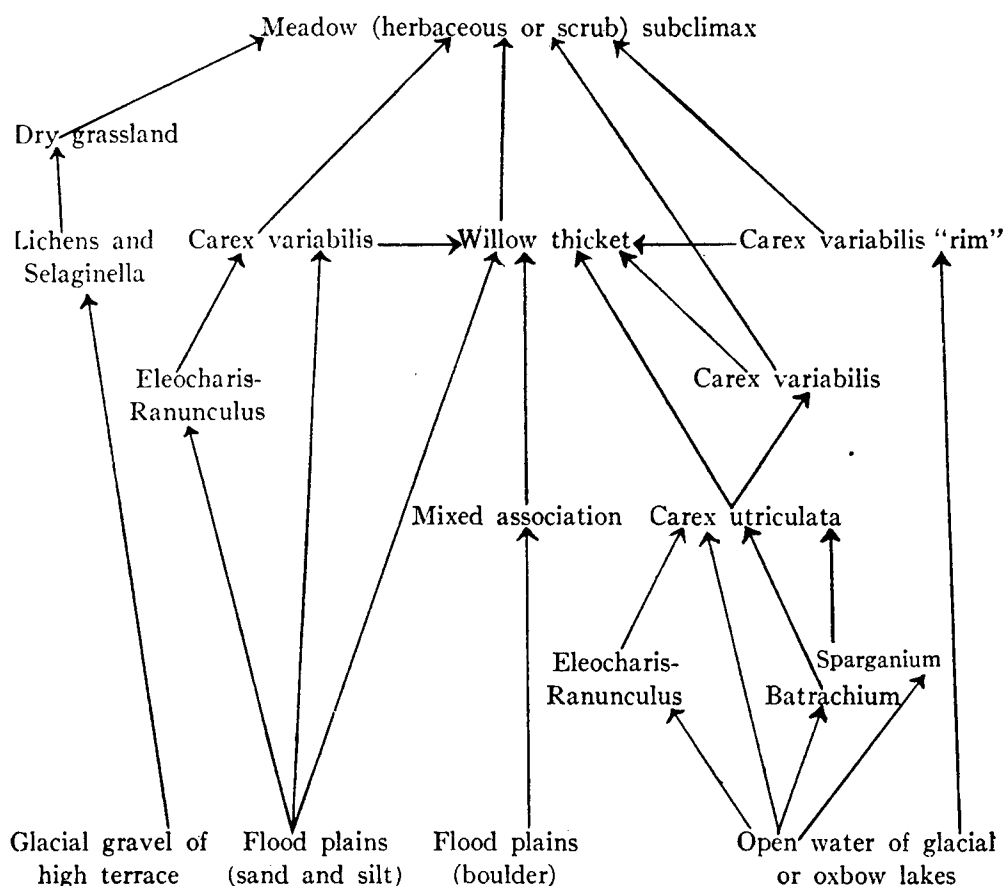 Meadow (herbaceous or scrub) subclimax
Dry grassland
Lichens and
Selaginella
Carex variabilis
Willow thicket
Carex variabilis “rim”
Eleocharis-
Ranunculus
Carex variabilis
Mixed association
Carex utriculata
Eleocharis-
Ranunculus
Sparganium
Batrachium
Glacial gravel of
high terrace
Flood plains
(sand and silt)
Flood plains
(boulder)
Open water of glacial
or oxbow lakes